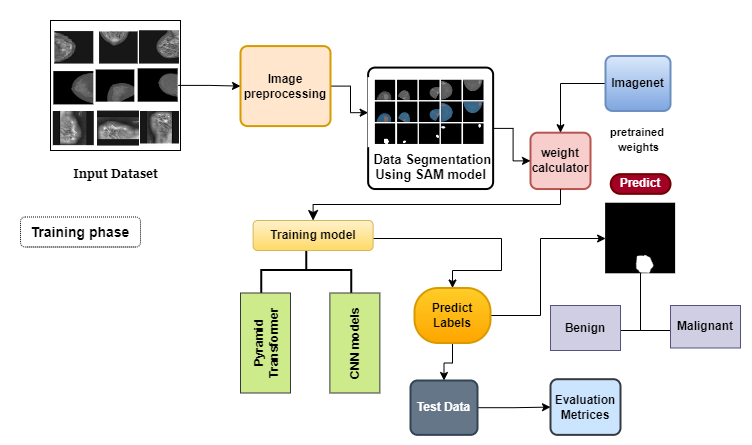 Input Dataset
Image
preprocessing
Data Segmentation
Using SAM model
weight
calculator
Imagenet
pretrained
weights
Predict
Training phase
Training model
Pyramid
Transformer
CNN models
Predict
Labels
Benign
Malignant
Test Data
Evaluation
Metrices